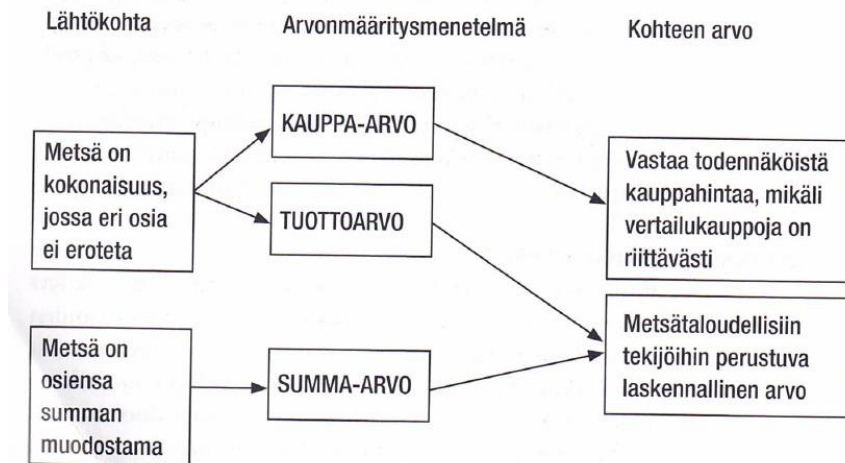 Lähtökohta
Arvonmääritysmenetelmä
Kohteen arvo
Metsä on
kokonaisuus,
jossa eri osia
ei eroteta
KAUPPA-ARVO
TUOTTOARVO
Vastaa todennäköistä
kauppahintaa, mikäli
vertailukauppoja on
riittävästi
Metsä on
osiensa
summan
muodostama
SUMMA-ARVO
Metsätaloudellisiin
tekijöihin perustuva
laskennallinen arvo